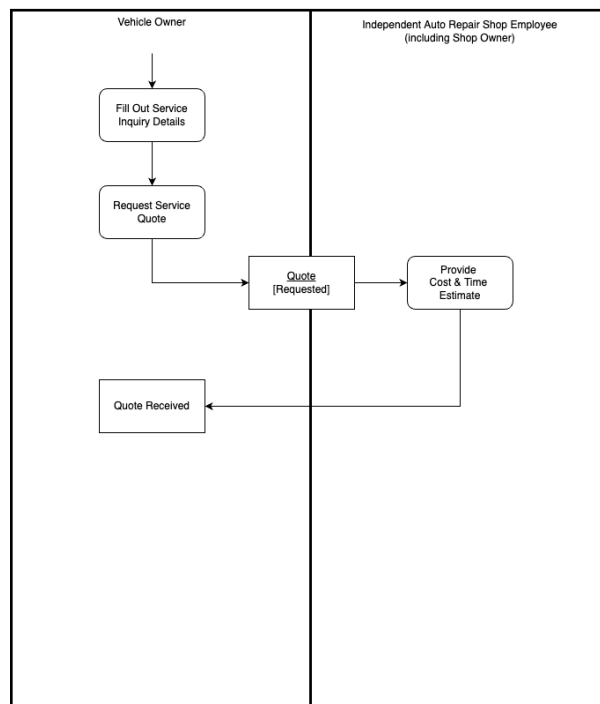 Vehicle Owner
Independent Auto Repair Shop Employee
(including Shop Owner)
Fill Out Service
Inquiry Details
Request Service
Quote
Quote
[Requested]
Provide
Cost & Time
Estimate
Quote Received